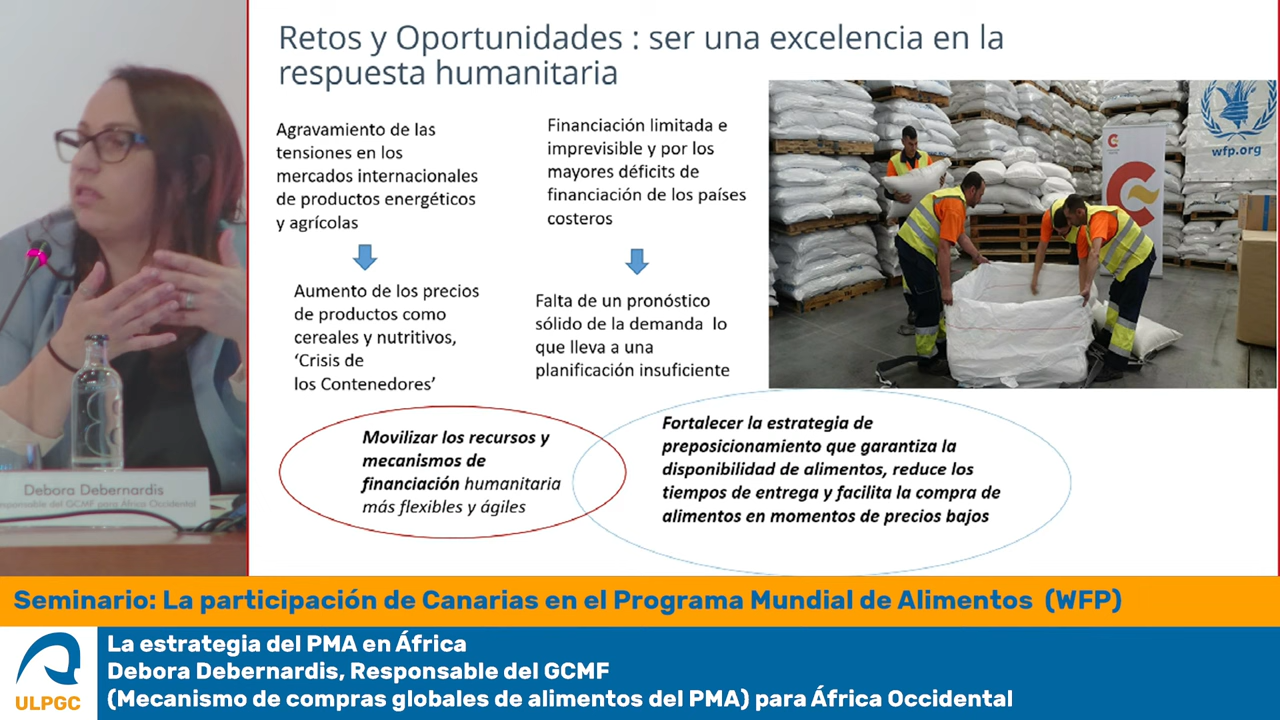 Retos y Oportunidades : ser una excelencia en la
respuesta humanitaria
Agravamiento de las
tensiones en los
mercados internacionales
de productos energéticos
y agrícolas
Financiación limitada e
imprevisible y por los
mayores déficits de
financiación de los países
costeros
Aumento de los precios
de productos como
cereales y nutritivos,
‘Crisis de
los Contenedores’
Falta de un pronóstico
sólido de la demanda lo
que lleva a una
planificación insuficiente
wfp.org
Movilizar los recursos y
mecanismos de
financiación humanitaria
más flexibles y ágiles
Fortalecer la estrategia de
preposicionamiento que garantiza la
disponibilidad de alimentos, reduce los
tiempos de entrega y facilita la compra de
alimentos en momentos de precios bajos
Debora Debernardis
Responsable del GCMF para África Occidental
Seminario: La participación de Canarias en el Programa Mundial de Alimentos (WFP)
ULPGC
La estrategia del PMA en África
Debora Debernardis, Responsable del GCMF
(Mecanismo de compras globales de alimentos del PMA) para África Occidental